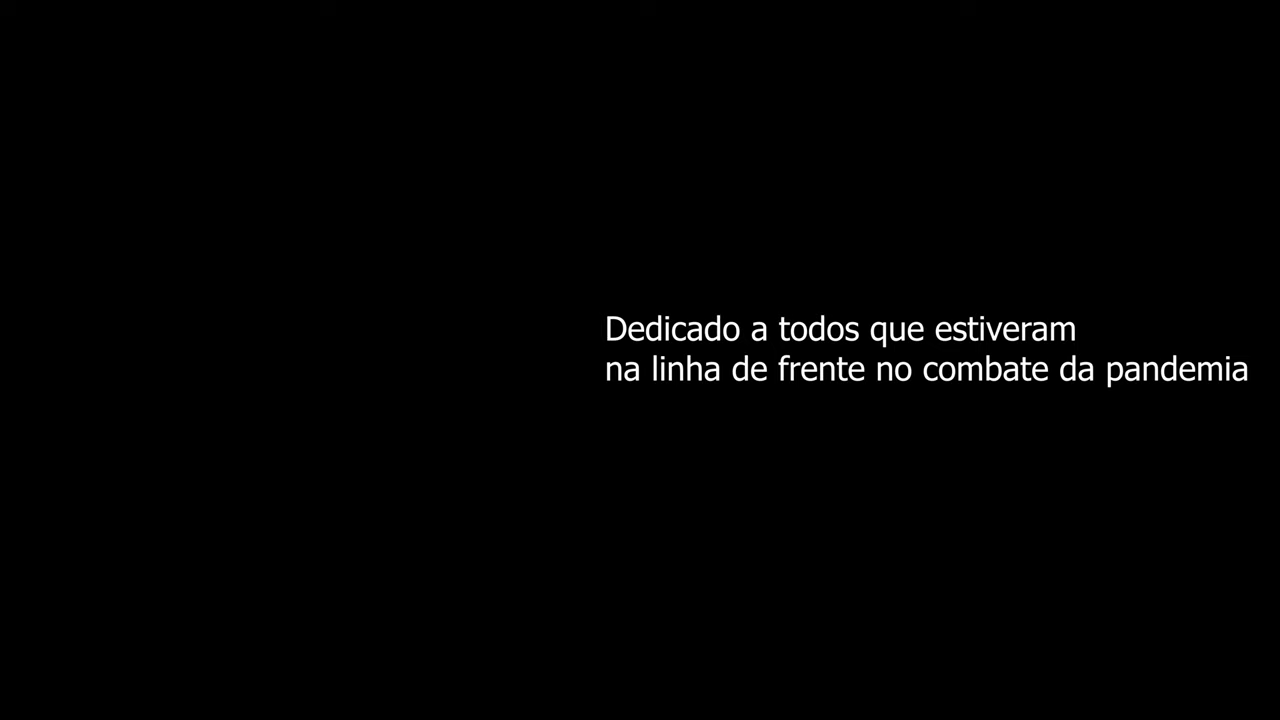 Dedicado a todos que estiveram
na linha de frente no combate da pandemia